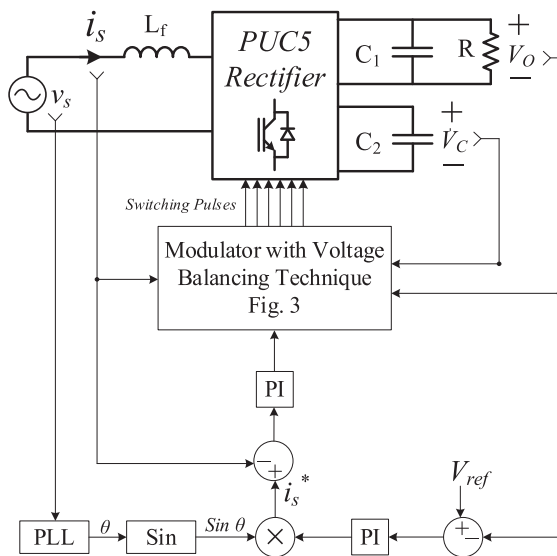 i_s
L_f
PUC5
Rectifier
C_1
R
+
V_O
−
v_s
C_2
+
V_C
−
Switching Pulses
Modulator with Voltage
Balancing Technique
Fig. 3
PI
−
+
i_s*
V_ref
PLL
θ
Sin
Sin θ
×
PI
+
−